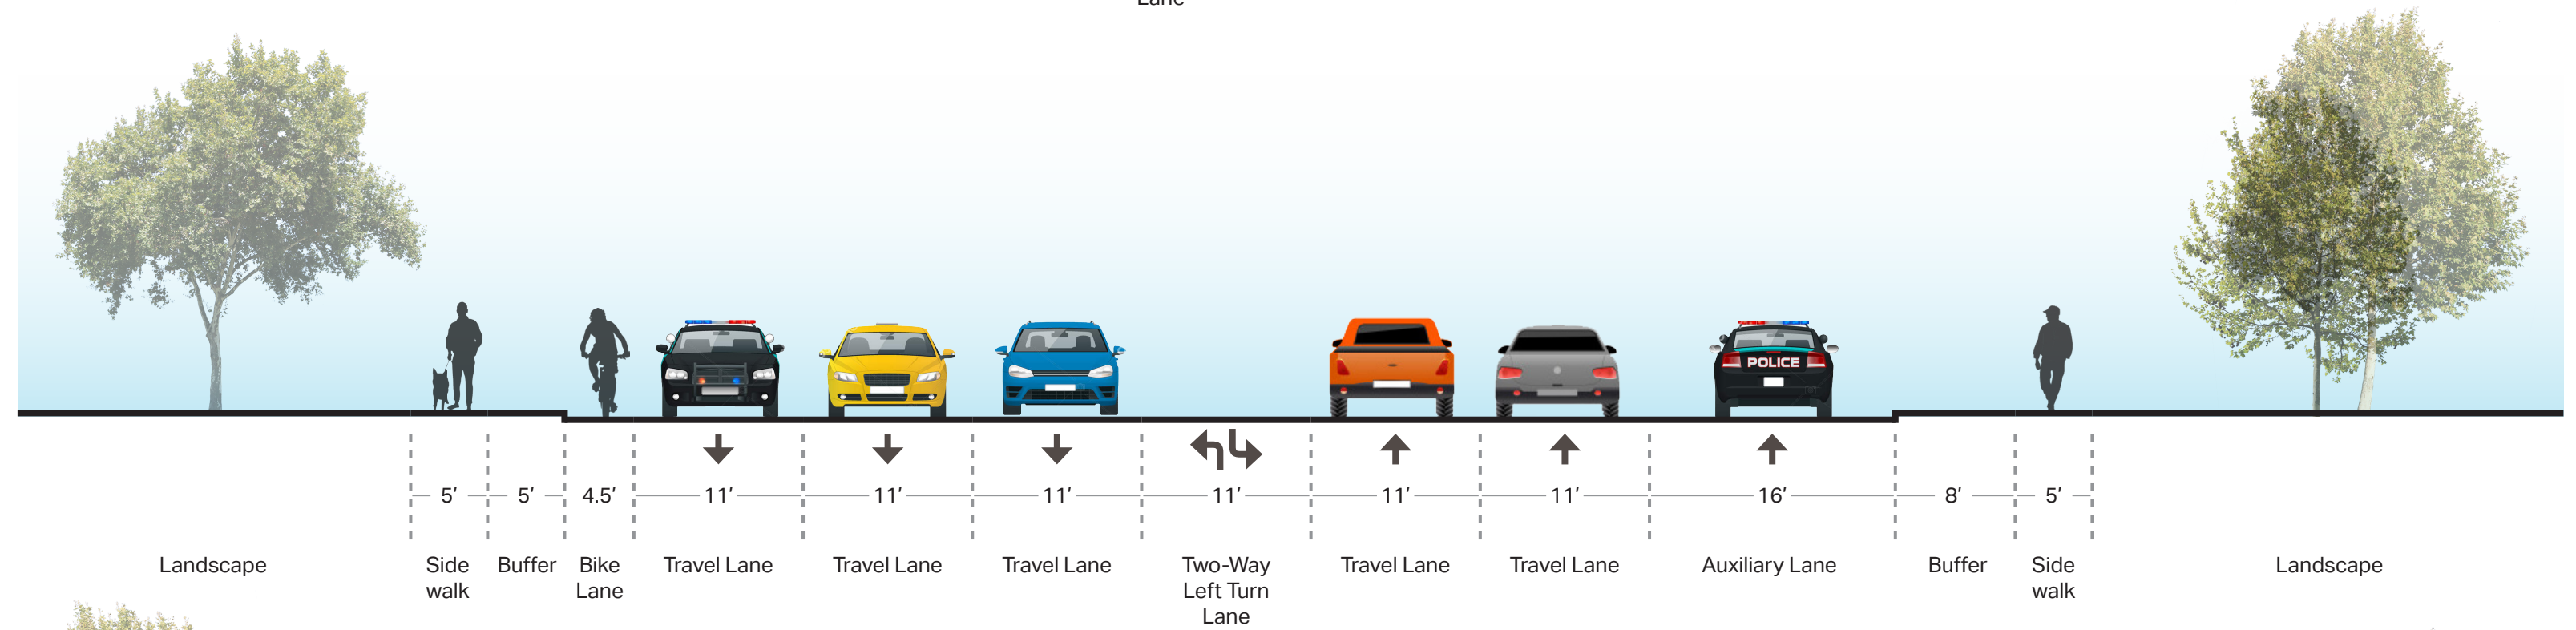 Lane
POLICE
5’ 5’ 4.5’ 11’ 11’ 11’ 11’ 11’ 11’ 16’ 8’ 5’
Landscape
Side
walk
Buffer
Bike
Lane
Travel Lane
Travel Lane
Travel Lane
Two-Way
Left Turn
Lane
Travel Lane
Travel Lane
Auxiliary Lane
Buffer
Side
walk
Landscape